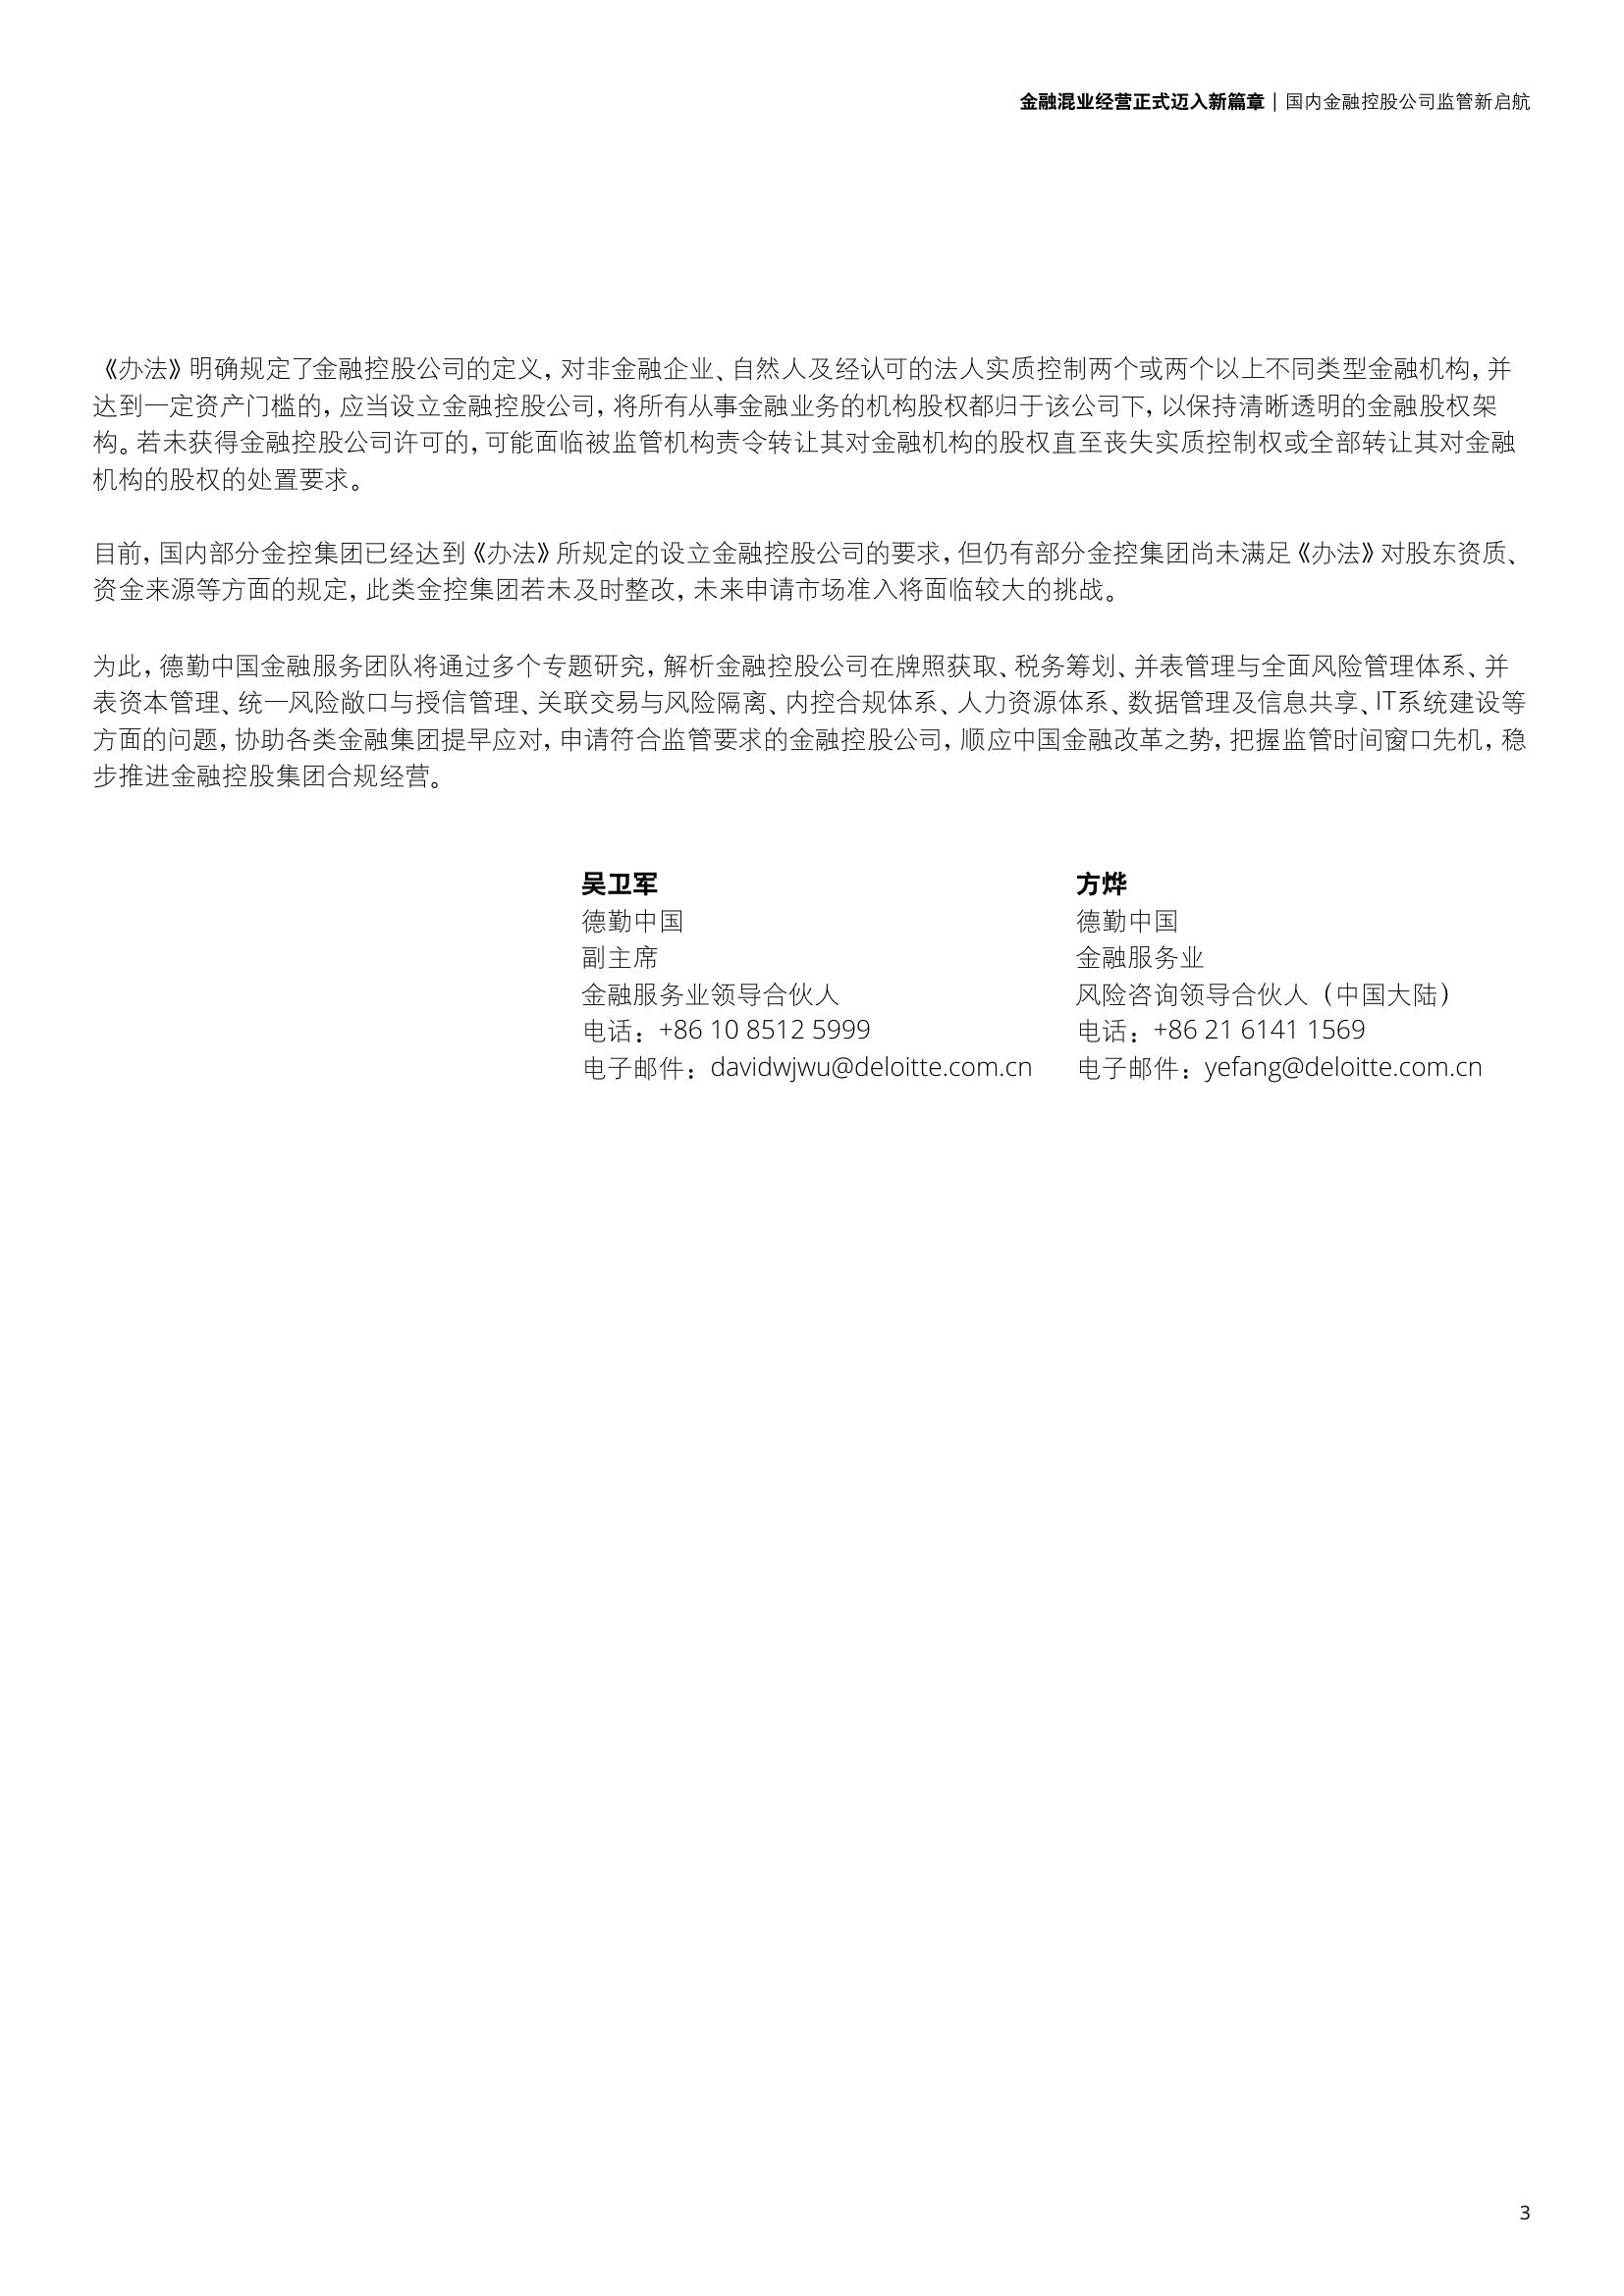 金融混业经营正式迈入新篇章 | 国内金融控股公司监管新启航
《办法》明确规定了金融控股公司的定义，对非金融企业、自然人及经认可的法人实质控制两个或两个以上不同类型金融机构，并
达到一定资产门槛的，应当设立金融控股公司，将所有从事金融业务的机构股权都归于该公司下，以保持清晰透明的金融股权架
构。若未获得金融控股公司许可的，可能面临被监管机构责令转让其对金融机构的股权直至丧失实质控制权或全部转让其对金融
机构的股权的处置要求。
目前，国内部分金控集团已经达到《办法》所规定的设立金融控股公司的要求，但仍有部分金控集团尚未满足《办法》对股东资质、
资金来源等方面的规定，此类金控集团若未及时整改，未来申请市场准入将面临较大的挑战。
为此，德勤中国金融服务团队将通过多个专题研究，解析金融控股公司在牌照获取、税务筹划、并表管理与全面风险管理体系、并
表资本管理、统一风险敞口与授信管理、关联交易与风险隔离、内控合规体系、人力资源体系、数据管理及信息共享、IT系统建设等
方面的问题，协助各类金融集团提早应对，申请符合监管要求的金融控股公司，顺应中国金融改革之势，把握监管时间窗口先机，稳
步推进金融控股集团合规经营。
吴卫军
德勤中国
副主席
金融服务业领导合伙人
电话：+86 10 8512 5999
电子邮件：davidwjwu@deloitte.com.cn
方烨
德勤中国
金融服务业
风险咨询领导合伙人（中国大陆）
电话：+86 21 6141 1569
电子邮件：yefang@deloitte.com.cn
3